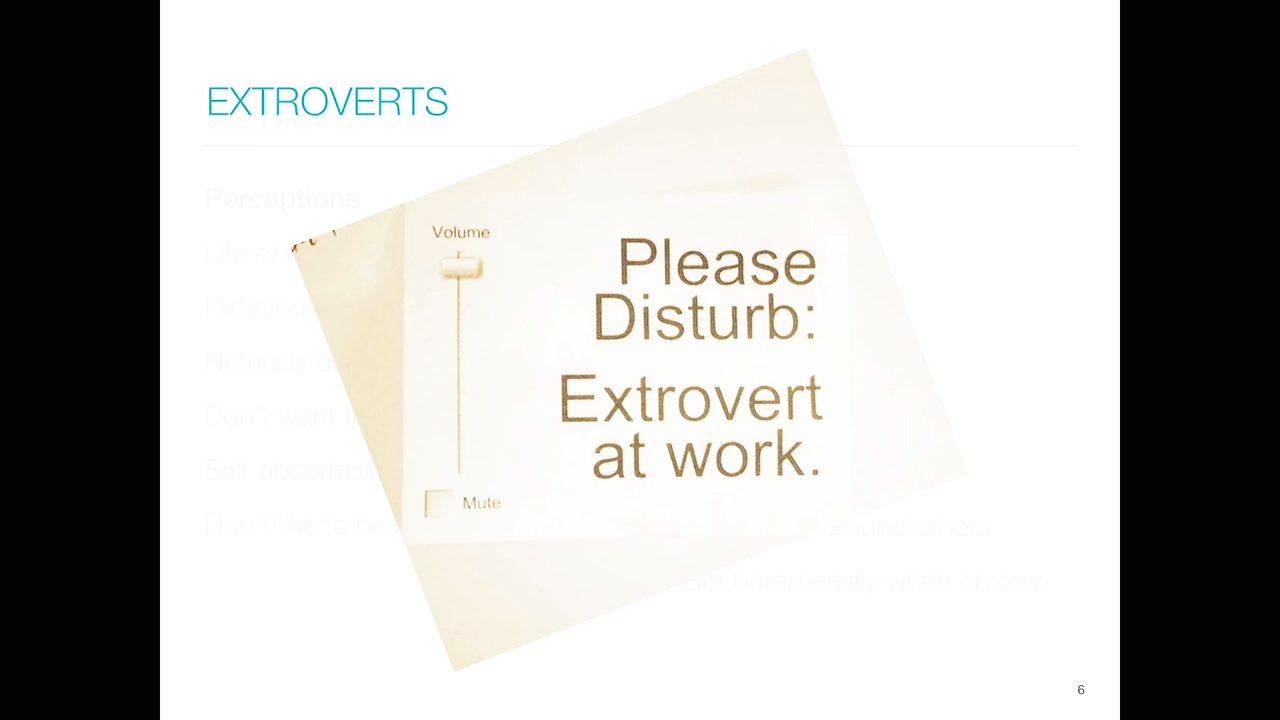 EXTROVERTS
Perceptions
Life of
Flirtatious
Naturally
Don't want
Self absorbed
Don't like to be
Volume
Mute
Please
Disturb:
Extrovert
at work.
around others
Get bored easily when on own
6